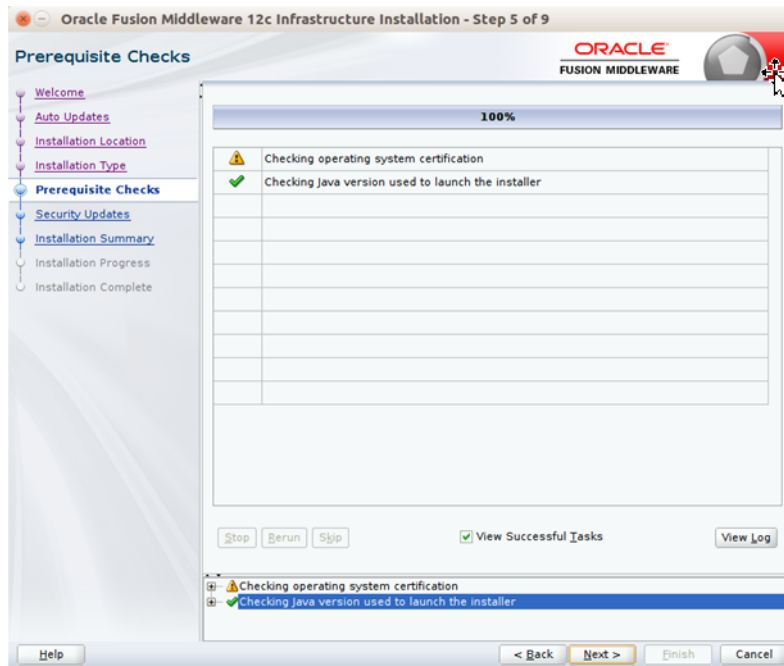 Oracle Fusion Middleware 12c Infrastructure Installation - Step 5 of 9
Prerequisite Checks
ORACLE
FUSION MIDDLEWARE
Welcome
Auto Updates
Installation Location
Installation Type
Prerequisite Checks
Security Updates
Installation Summary
Installation Progress
Installation Complete
100%
Checking operating system certification
Checking Java version used to launch the installer
Stop Rerun Skip View Successful Tasks View Log
Checking operating system certification
Checking Java version used to launch the installer
Help < Back Next > Finish Cancel